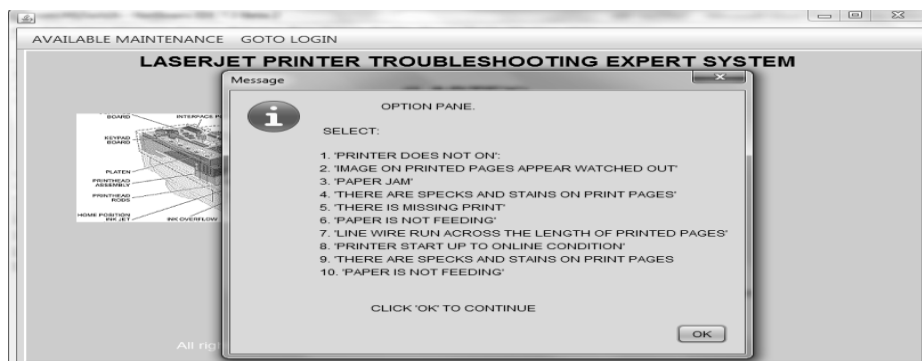 AVAILABLE MAINTENANCE GOTO LOGIN
LASERJET PRINTER TROUBLESHOOTING EXPERT SYSTEM
Message
OPTION PANE.
SELECT:
1. 'PRINTER DOES NOT ON':
2. 'IMAGE ON PRINTED PAGES APPEAR WATCHED OUT'
3. 'PAPER JAM'
4. 'THERE ARE SPECKS AND STAINS ON PRINT PAGES'
5. 'THERE IS MISSING PRINT'
6. 'PAPER IS NOT FEEDING'
7. 'LINE WIRE RUN ACROSS THE LENGTH OF PRINTED PAGES'
8. 'PRINTER START UP TO ONLINE CONDITION'
9. 'THERE ARE SPECKS AND STAINS ON PRINT PAGES
10. 'PAPER IS NOT FEEDING'
CLICK 'OK' TO CONTINUE
OK
BOARD
INTERFACE
KEYPAD
BOARD
PLATEN
PRINTHEAD
ASSEMBLY
PRINTHEAD
RODS
HOME POSITION
INK JET
INK OVERFLOW
All